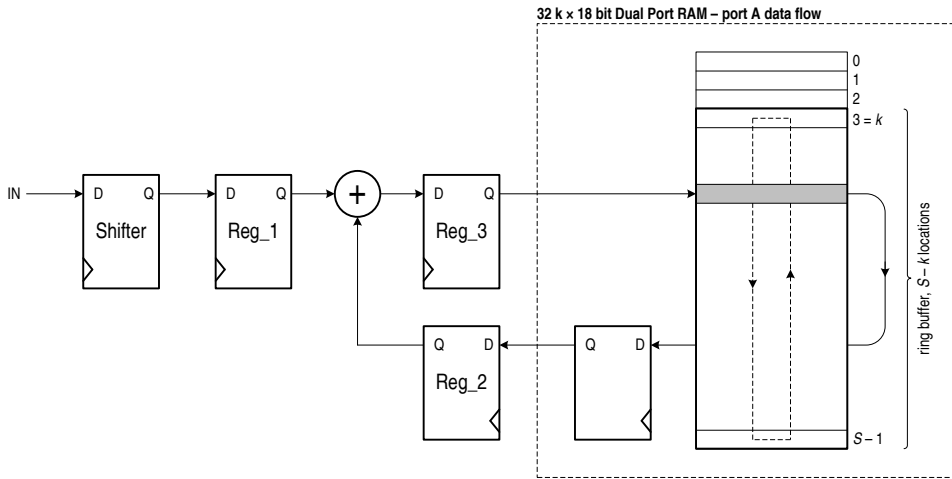 32 k × 18 bit Dual Port RAM – port A data flow
0
1
2
3 = k
IN
D Q
Shifter
D Q
Reg_1
+
D Q
Reg_3
ring buffer, S – k locations
Q D
Reg_2
Q D
S – 1